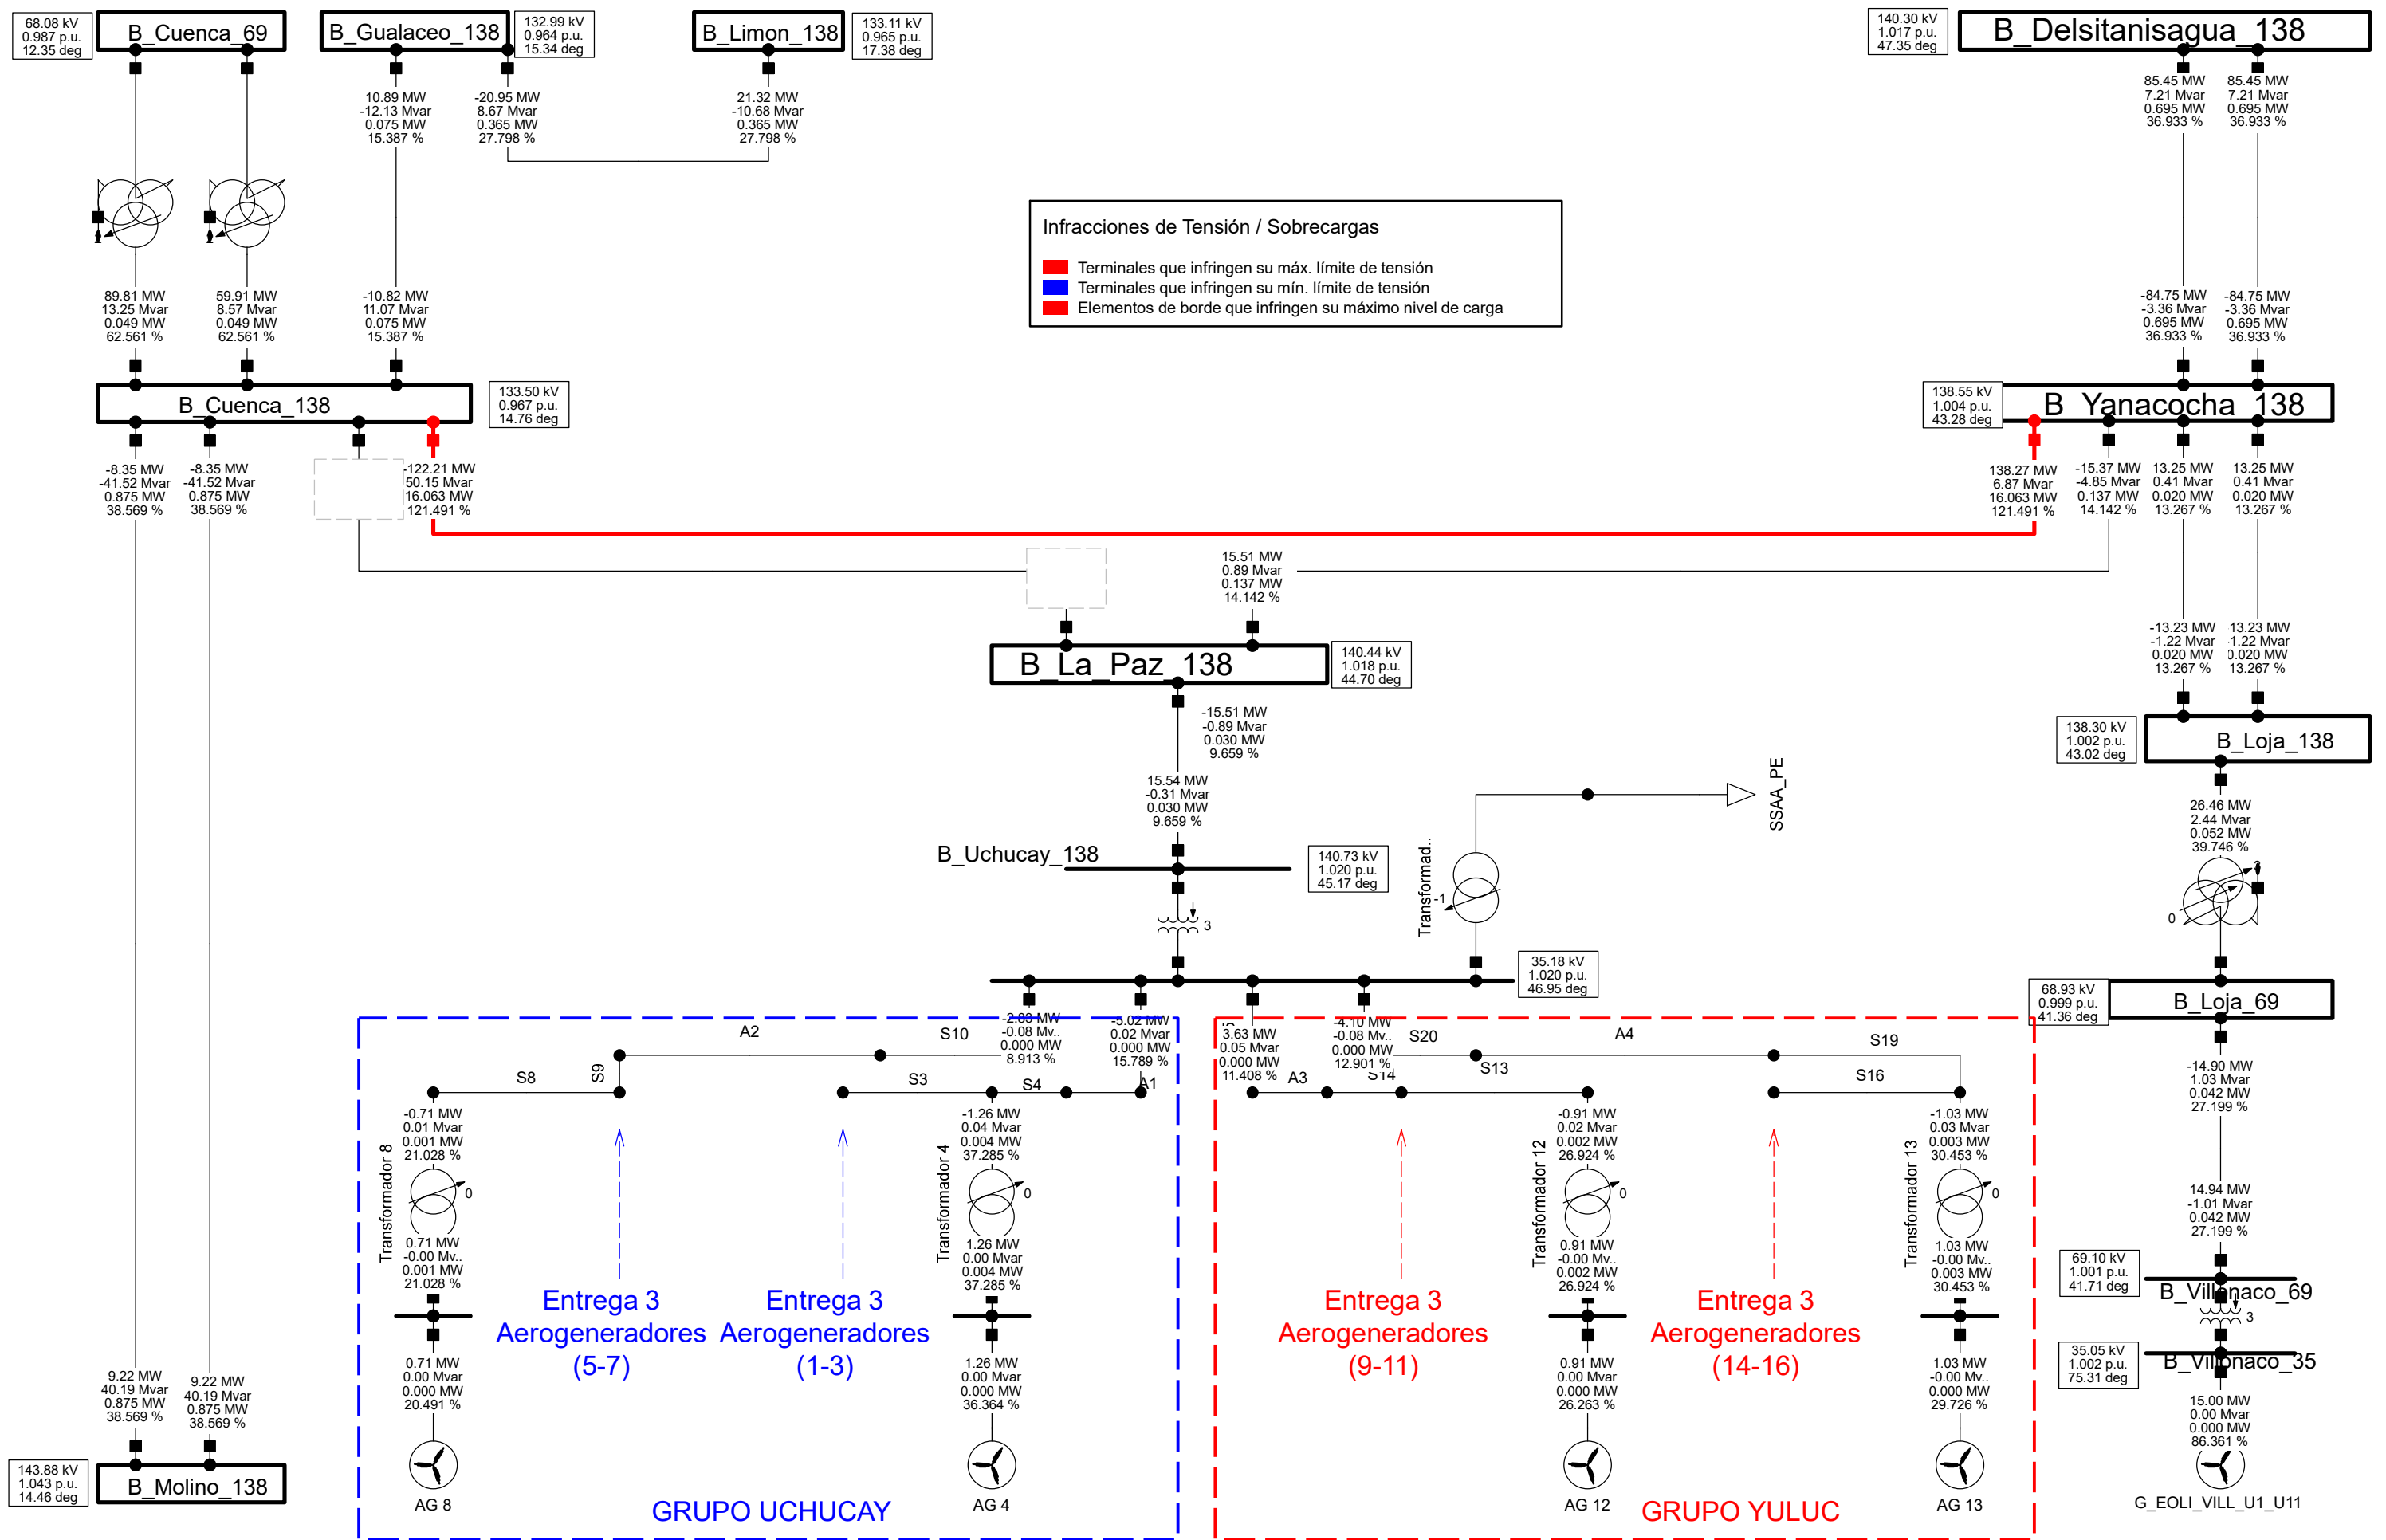 68.08 kV
0.987 p.u.
12.35 deg
B_Cuenca_69
B_Gualaceo_138
132.99 kV
0.964 p.u.
15.34 deg
B_Limon_138
133.11 kV
0.965 p.u.
17.38 deg
140.30 kV
1.017 p.u.
47.35 deg
B_Delsitanisagua_138
10.89 MW
-12.13 Mvar
0.075 MW
15.387 %
-20.95 MW
8.67 Mvar
0.365 MW
27.798 %
21.32 MW
-10.68 Mvar
0.365 MW
27.798 %
85.45 MW
7.21 Mvar
0.695 MW
36.933 %
85.45 MW
7.21 Mvar
0.695 MW
36.933 %
Infracciones de Tensión / Sobrecargas
Terminales que infringen su máx. límite de tensión
Terminales que infringen su mín. límite de tensión
Elementos de borde que infringen su máximo nivel de carga
89.81 MW
13.25 Mvar
0.049 MW
62.561 %
59.91 MW
8.57 Mvar
0.049 MW
62.561 %
-10.82 MW
11.07 Mvar
0.075 MW
15.387 %
-84.75 MW
-3.36 Mvar
0.695 MW
36.933 %
-84.75 MW
-3.36 Mvar
0.695 MW
36.933 %
B_Cuenca_138
133.50 kV
0.967 p.u.
14.76 deg
138.55 kV
1.004 p.u.
43.28 deg
B_Yanacocha_138
-8.35 MW
-41.52 Mvar
0.875 MW
38.569 %
-8.35 MW
-41.52 Mvar
0.875 MW
38.569 %
-122.21 MW
50.15 Mvar
16.063 MW
121.491 %
138.27 MW
6.87 Mvar
16.063 MW
121.491 %
-15.37 MW
-4.85 Mvar
0.137 MW
14.142 %
13.25 MW
0.41 Mvar
0.020 MW
13.267 %
13.25 MW
0.41 Mvar
0.020 MW
13.267 %
15.51 MW
0.89 Mvar
0.137 MW
14.142 %
B_La_Paz_138
140.44 kV
1.018 p.u.
44.70 deg
-13.23 MW
-1.22 Mvar
0.020 MW
13.267 %
13.23 MW
1.22 Mvar
0.020 MW
13.267 %
-15.51 MW
-0.89 Mvar
0.030 MW
9.659 %
138.30 kV
1.002 p.u.
43.02 deg
B_Loja_138
15.54 MW
-0.31 Mvar
0.030 MW
9.659 %
SSAA_PE
26.46 MW
2.44 Mvar
0.052 MW
39.746 %
B_Uchucay_138
140.73 kV
1.020 p.u.
45.17 deg
Transformad..
-1
3
0
35.18 kV
1.020 p.u.
46.95 deg
68.93 kV
0.999 p.u.
41.36 deg
B_Loja_69
-2.83 MW
-0.08 Mv..
0.000 MW
8.913 %
-5.02 MW
0.02 Mvar
0.000 MW
15.789 %
3.63 MW
0.05 Mvar
0.000 MW
11.408 %
-4.10 MW
-0.08 Mv..
0.000 MW
12.901 %
A2
S10
S20
A4
S19
S8
S9
S3
S4
A1
A3
S14
S13
S16
-14.90 MW
1.03 Mvar
0.042 MW
27.199 %
-0.71 MW
0.01 Mvar
0.001 MW
21.028 %
-1.26 MW
0.04 Mvar
0.004 MW
37.285 %
-0.91 MW
0.02 Mvar
0.002 MW
26.924 %
-1.03 MW
0.03 Mvar
0.003 MW
30.453 %
Transformador 8
0
Transformador 4
0
Transformador 12
0
Transformador 13
0
14.94 MW
-1.01 Mvar
0.042 MW
27.199 %
0.71 MW
-0.00 Mv..
0.001 MW
21.028 %
1.26 MW
0.00 Mvar
0.004 MW
37.285 %
0.91 MW
-0.00 Mv..
0.002 MW
26.924 %
1.03 MW
-0.00 Mv..
0.003 MW
30.453 %
69.10 kV
1.001 p.u.
41.71 deg
B_Villonaco_69
3
Entrega 3
Aerogeneradores
(5-7)
Entrega 3
Aerogeneradores
(1-3)
Entrega 3
Aerogeneradores
(9-11)
Entrega 3
Aerogeneradores
(14-16)
35.05 kV
1.002 p.u.
75.31 deg
B_Villonaco_35
9.22 MW
40.19 Mvar
0.875 MW
38.569 %
9.22 MW
40.19 Mvar
0.875 MW
38.569 %
0.71 MW
0.00 Mvar
0.000 MW
20.491 %
1.26 MW
0.00 Mvar
0.000 MW
36.364 %
0.91 MW
0.00 Mvar
0.000 MW
26.263 %
1.03 MW
-0.00 Mv..
0.000 MW
29.726 %
15.00 MW
0.00 Mvar
0.000 MW
86.361 %
143.88 kV
1.043 p.u.
14.46 deg
B_Molino_138
AG 8
GRUPO UCHUCAY
AG 4
AG 12
GRUPO YULUC
AG 13
G_EOLI_VILL_U1_U11